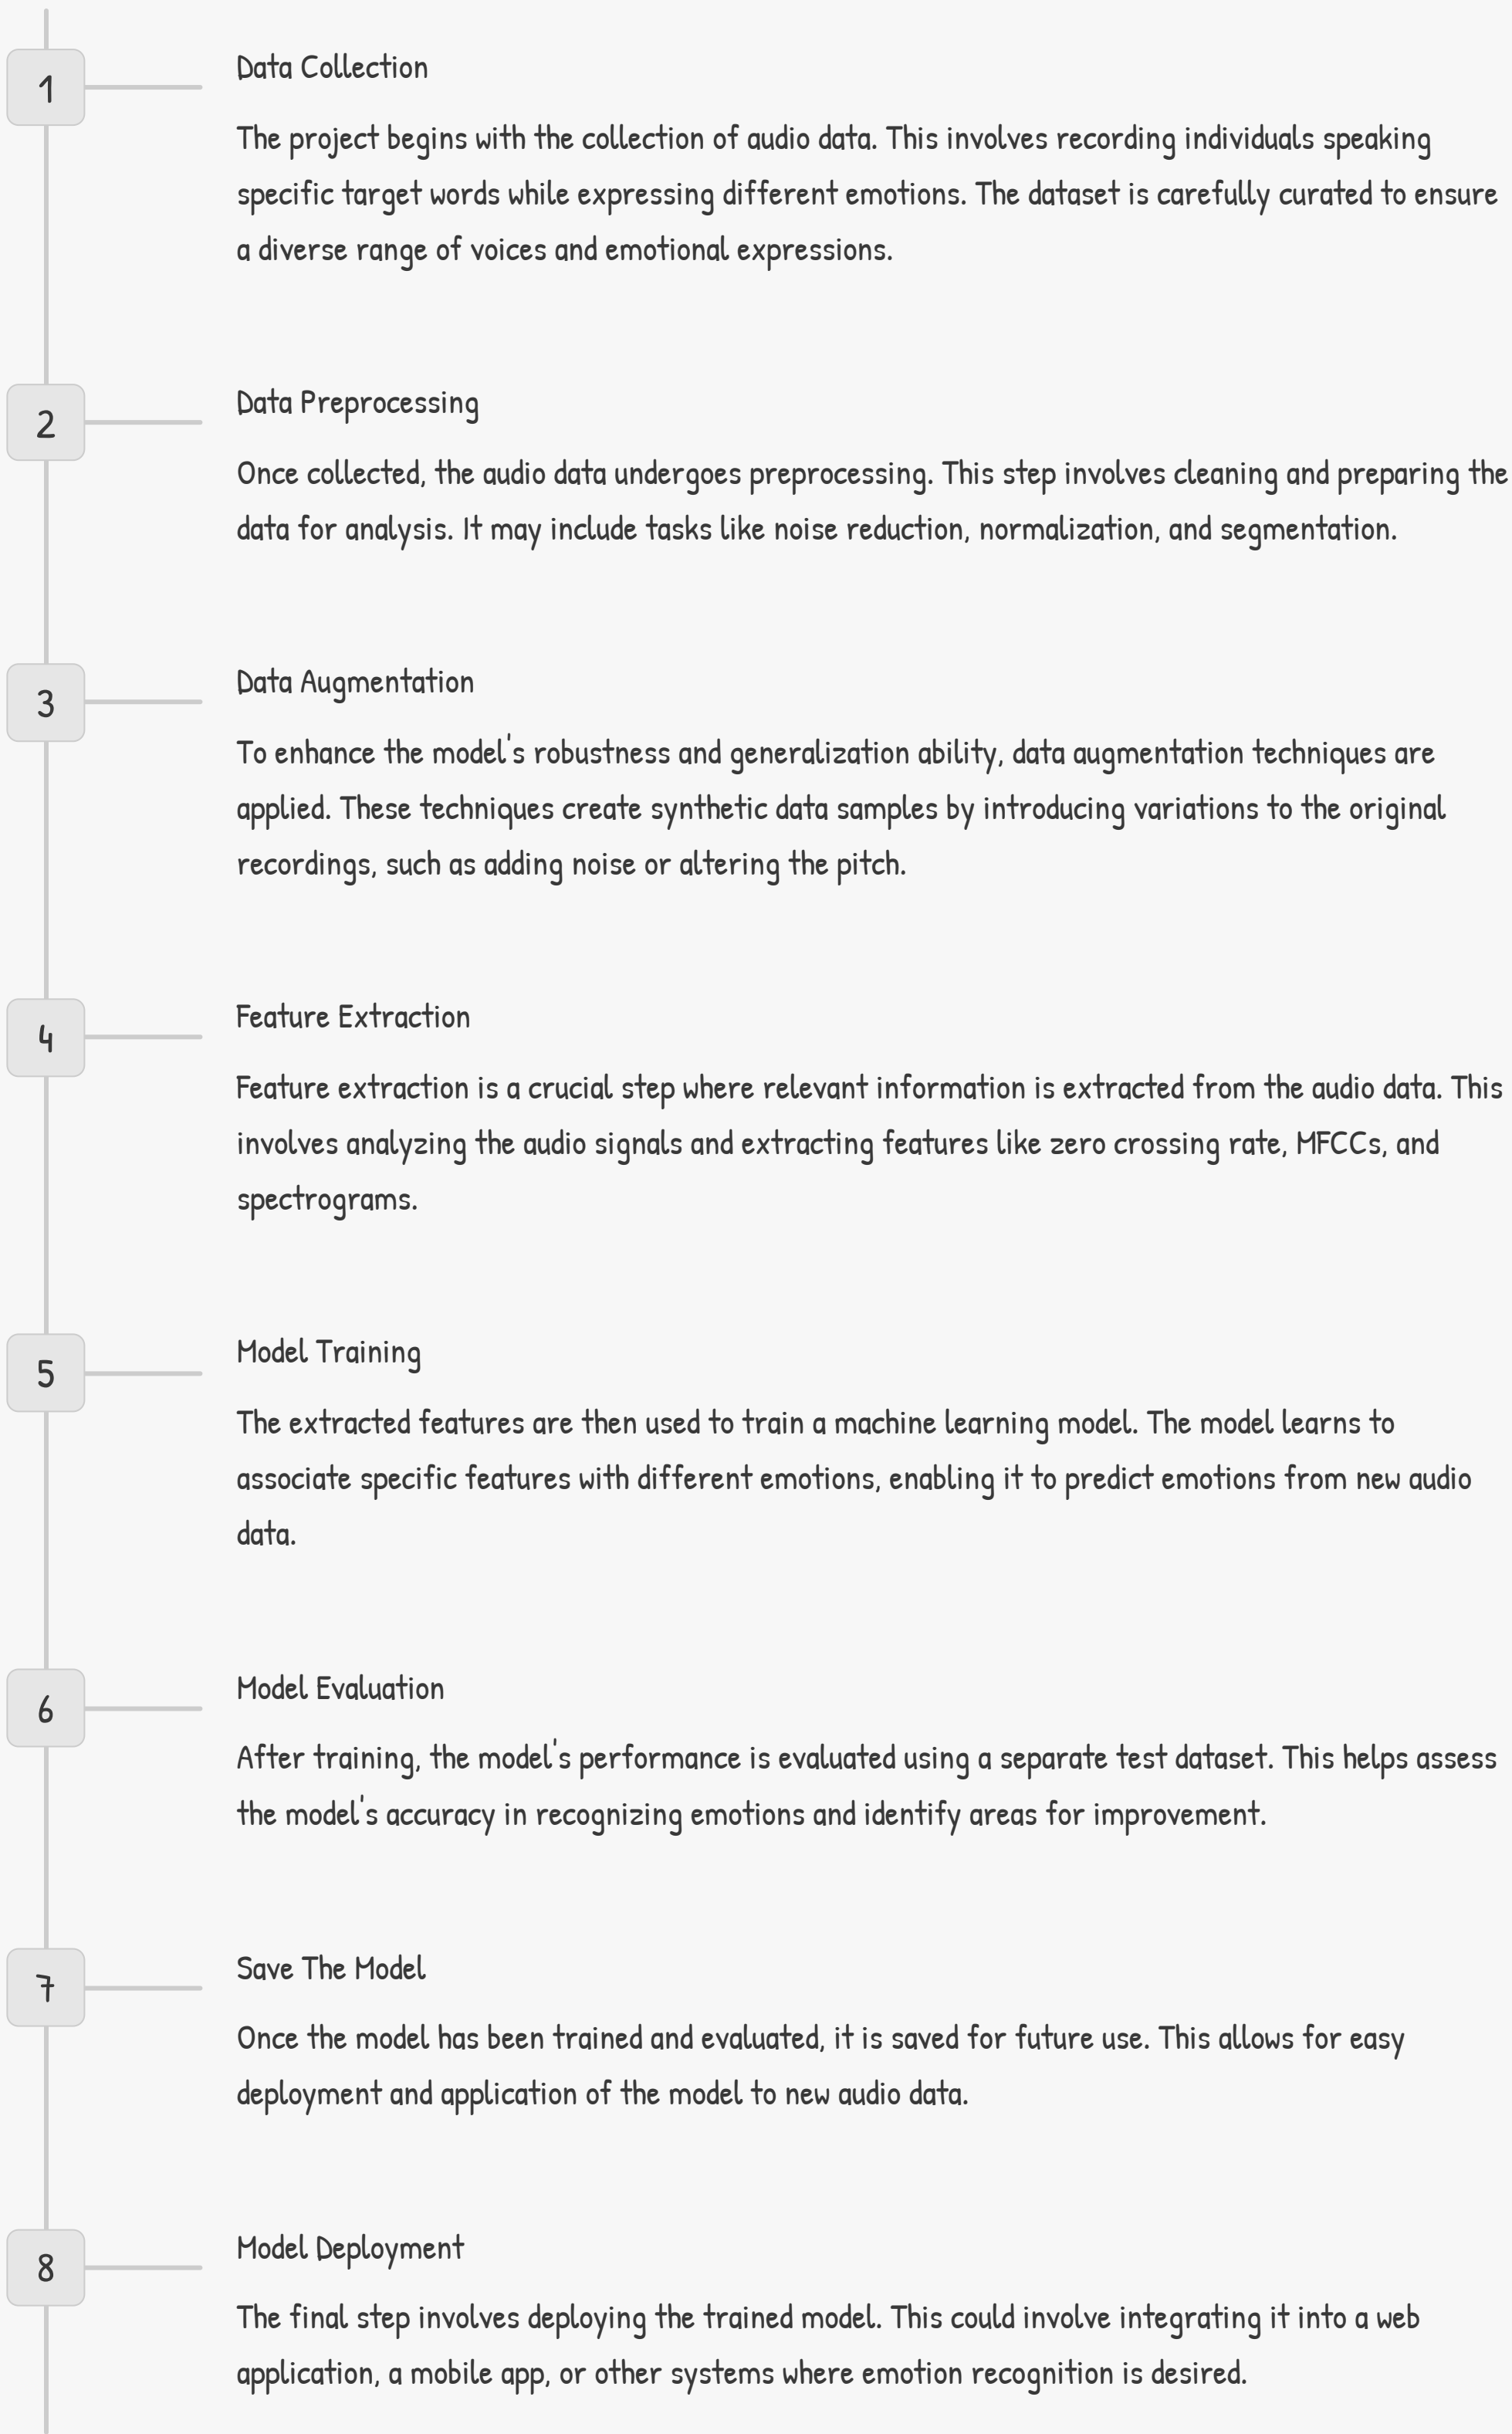 1
Data Collection
The project begins with the collection of audio data. This involves recording individuals speaking
specific target words while expressing different emotions. The dataset is carefully curated to ensure
a diverse range of voices and emotional expressions.
2
Data Preprocessing
Once collected, the audio data undergoes preprocessing. This step involves cleaning and preparing the
data for analysis. It may include tasks like noise reduction, normalization, and segmentation.
3
Data Augmentation
To enhance the model's robustness and generalization ability, data augmentation techniques are
applied. These techniques create synthetic data samples by introducing variations to the original
recordings, such as adding noise or altering the pitch.
4
Feature Extraction
Feature extraction is a crucial step where relevant information is extracted from the audio data. This
involves analyzing the audio signals and extracting features like zero crossing rate, MFCCs, and
spectrograms.
5
Model Training
The extracted features are then used to train a machine learning model. The model learns to
associate specific features with different emotions, enabling it to predict emotions from new audio
data.
6
Model Evaluation
After training, the model's performance is evaluated using a separate test dataset. This helps assess
the model's accuracy in recognizing emotions and identify areas for improvement.
7
Save The Model
Once the model has been trained and evaluated, it is saved for future use. This allows for easy
deployment and application of the model to new audio data.
8
Model Deployment
The final step involves deploying the trained model. This could involve integrating it into a web
application, a mobile app, or other systems where emotion recognition is desired.